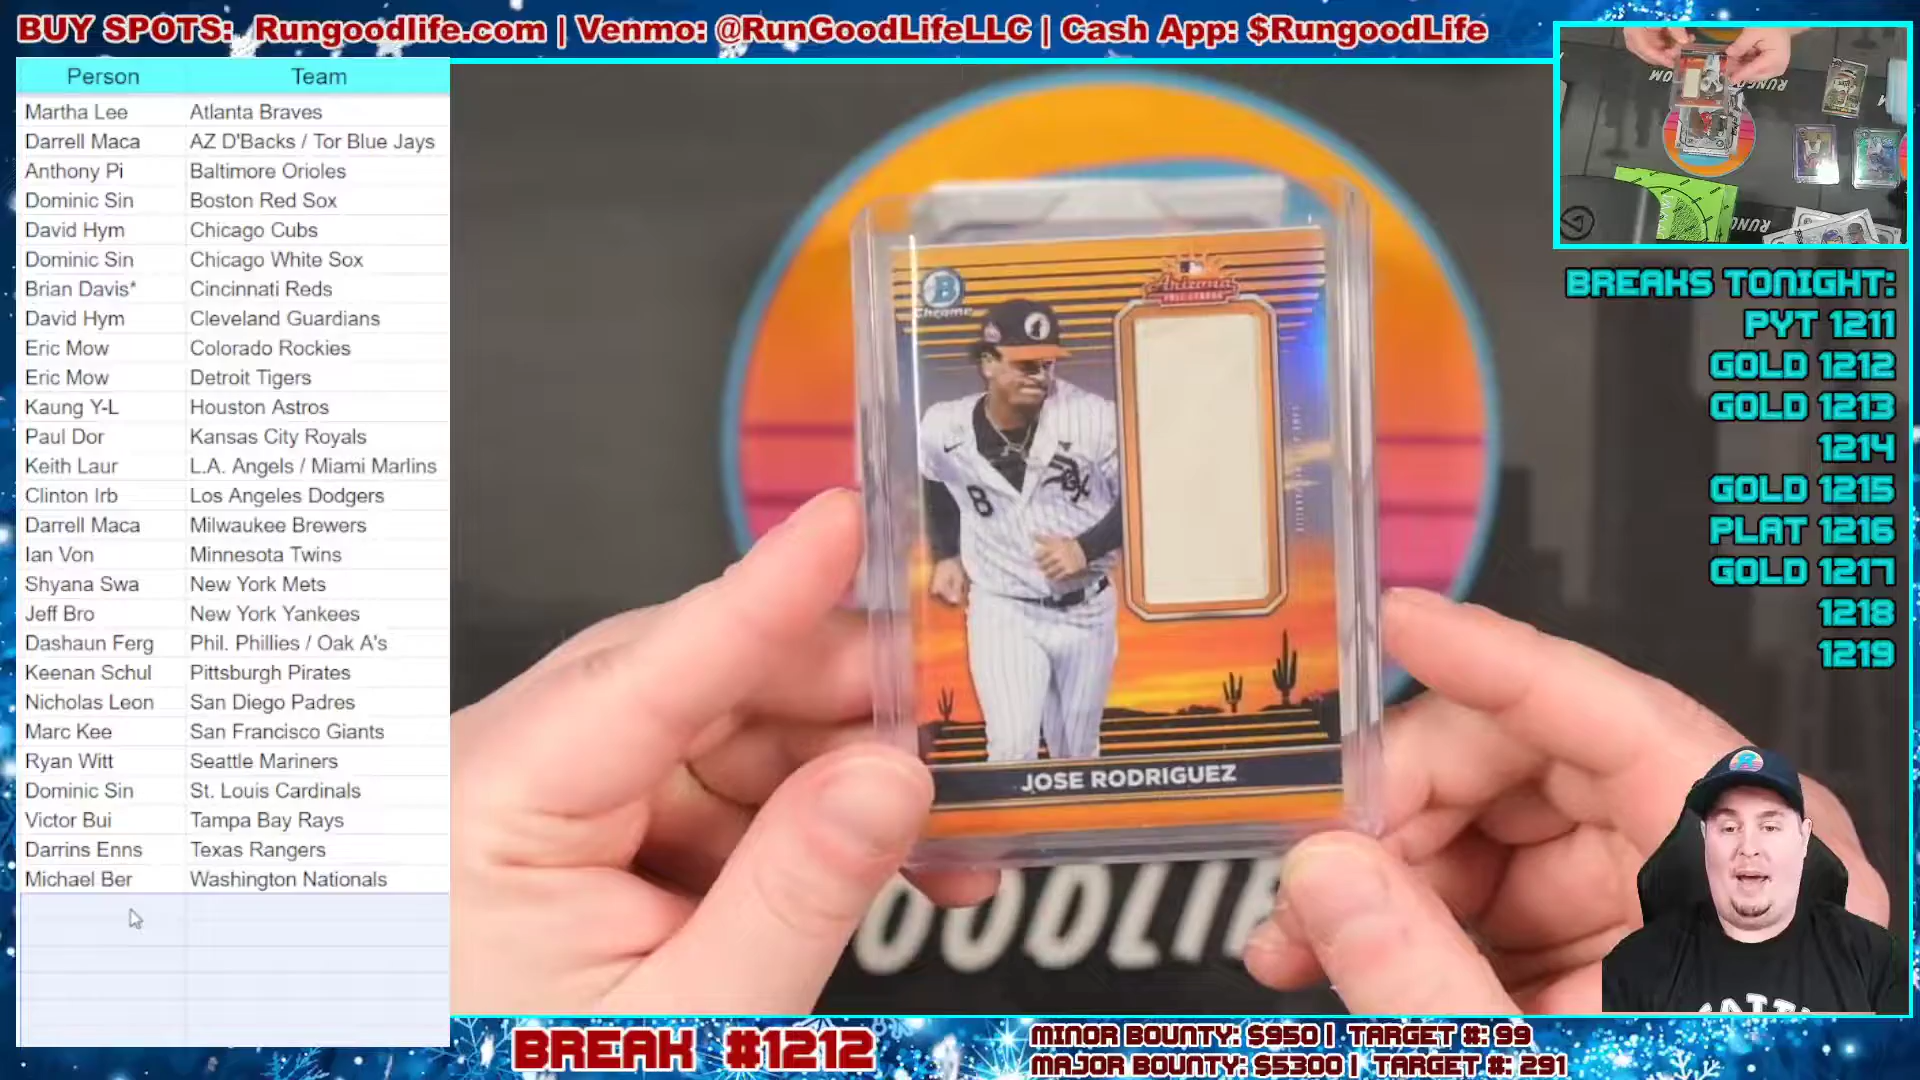 BUY SPOTS: Rungoodlife.com | Venmo: @RunGoodLifeLLC | Cash App: $RungoodLife
Person Team
Martha Lee Atlanta Braves
Darrell Maca AZ D'Backs / Tor Blue Jays
Anthony Pi Baltimore Orioles
Dominic Sin Boston Red Sox
David Hym Chicago Cubs
Dominic Sin Chicago White Sox
Brian Davis* Cincinnati Reds
David Hym Cleveland Guardians
Eric Mow Colorado Rockies
Eric Mow Detroit Tigers
Kaung Y-L Houston Astros
Paul Dor Kansas City Royals
Keith Laur L.A. Angels / Miami Marlins
Clinton Irb Los Angeles Dodgers
Darrell Maca Milwaukee Brewers
Ian Von Minnesota Twins
Shyana Swa New York Mets
Jeff Bro New York Yankees
Dashaun Ferg Phil. Phillies / Oak A's
Keenan Schul Pittsburgh Pirates
Nicholas Leon San Diego Padres
Marc Kee San Francisco Giants
Ryan Witt Seattle Mariners
Dominic Sin St. Louis Cardinals
Victor Bui Tampa Bay Rays
Darrins Enns Texas Rangers
Michael Ber Washington Nationals
B
Chrome
Arizona
FALL LEAGUE
8
Sox
JOSE RODRIGUEZ
OODLIF
BREAKS TONIGHT:
PYT 1211
GOLD 1212
GOLD 1213
1214
GOLD 1215
PLAT 1216
GOLD 1217
1218
1219
BREAK #1212
MINOR BOUNTY: $950 | TARGET #: 99
MAJOR BOUNTY: $5300 | TARGET #: 291